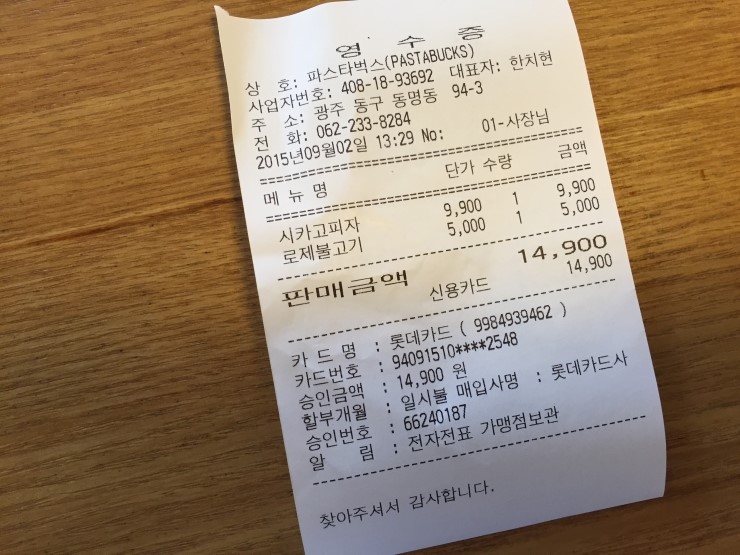 영 수 증
상 호: 파스타벅스(PASTABUCKS)
사업자번호: 408-18-93692 대표자: 한치현
주 소: 광주 동구 동명동 94-3
전 화: 062-233-8284
2015년09월02일 13:29 No: 01-사장님
메 뉴 명 단가 수량 금액
시카고피자 9,900 1 9,900
로제불고기 5,000 1 5,000
판매금액 14,900
신용카드 14,900
카 드 명 : 롯데카드 ( 9984939462 )
카드번호 : 94091510****2548
승인금액 : 14,900 원
할부개월 : 일시불 매입사명 : 롯데카드사
승인번호 : 66240187
알 림 : 전자전표 가맹점보관
찾아주셔서 감사합니다.